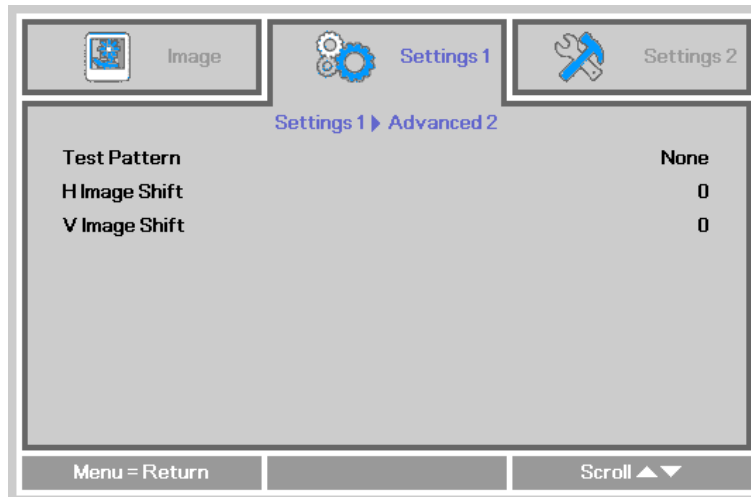 Image
Settings 1
Settings 2
Settings 1 ▶ Advanced 2
Test Pattern None
H Image Shift 0
V Image Shift 0
Menu = Return
Scroll ▲▼